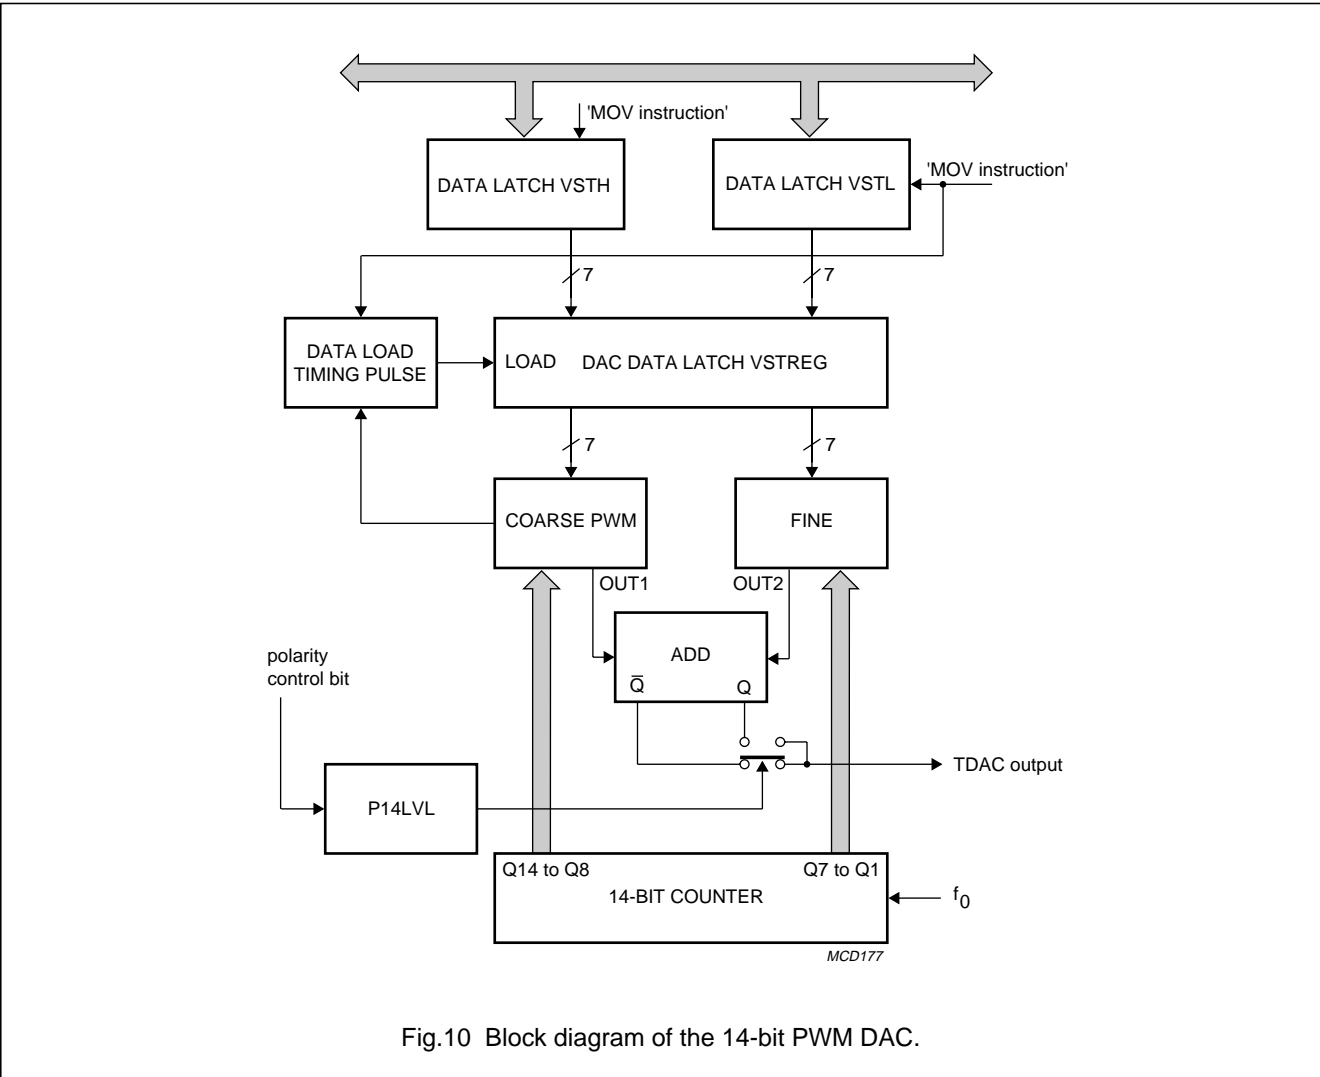 'MOV instruction'
DATA LATCH VSTH
DATA LATCH VSTL
'MOV instruction'
7
7
DATA LOAD
TIMING PULSE
LOAD
DAC DATA LATCH VSTREG
7
7
COARSE PWM
FINE
OUT1
OUT2
ADD
Q̅
Q
polarity
control bit
TDAC output
P14LVL
Q14 to Q8
Q7 to Q1
14-BIT COUNTER
f0
MCD177
Fig.10 Block diagram of the 14-bit PWM DAC.